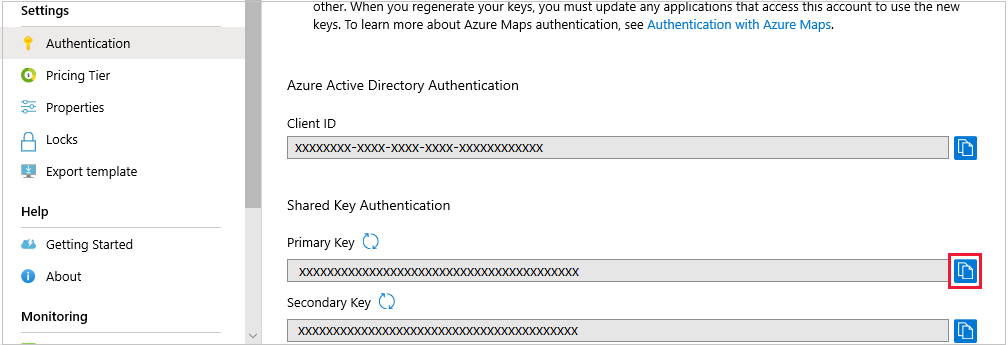 Settings
Authentication
Pricing Tier
Properties
Locks
Export template
Help
Getting Started
About
Monitoring
other. When you regenerate your keys, you must update any applications that access this account to use the new
keys. To learn more about Azure Maps authentication, see Authentication with Azure Maps.
Azure Active Directory Authentication
Client ID
xxxxxxxx-xxxx-xxxx-xxxx-xxxxxxxxxxxx
Shared Key Authentication
Primary Key
xxxxxxxxxxxxxxxxxxxxxxxxxxxxxxxxxxxxxxxx
Secondary Key
xxxxxxxxxxxxxxxxxxxxxxxxxxxxxxxxxxxxxxxx